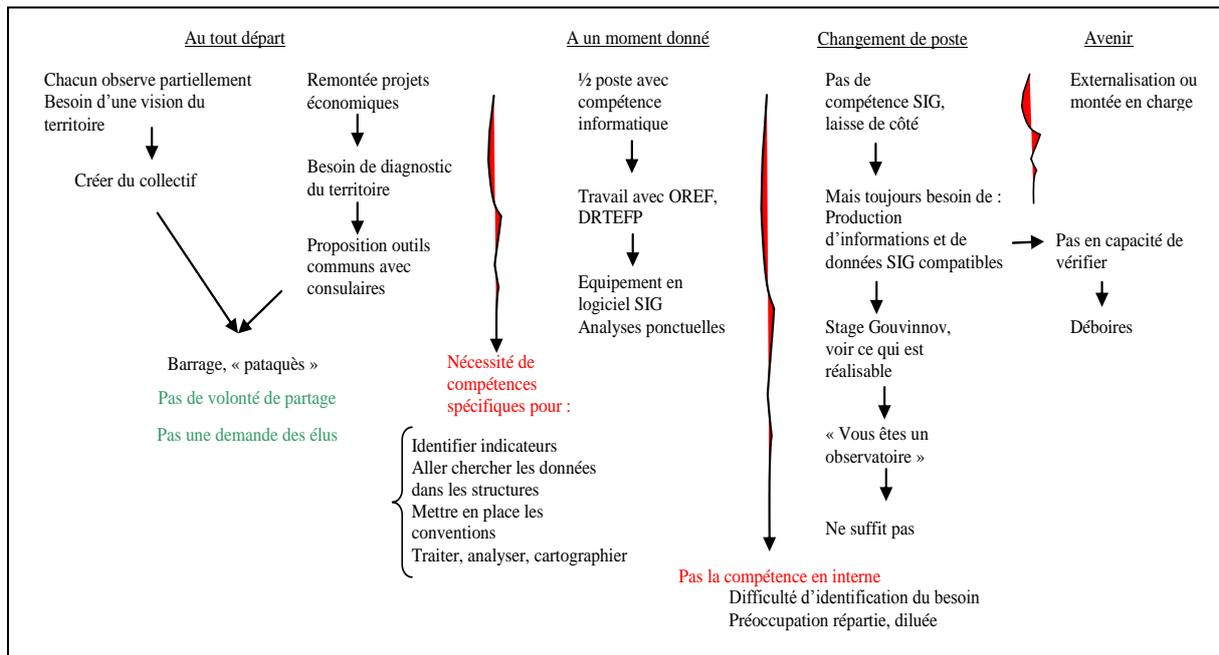 Au tout départ
Chacun observe partiellement
Besoin d'une vision du
territoire
Créer du collectif
Remontée projets
économiques
Besoin de diagnostic
du territoire
Proposition outils
communs avec
consulaires
Barrage, « pataquès »
Pas de volonté de partage
Pas une demande des élus
Nécessité de
compétences
spécifiques pour :
Identifier indicateurs
Aller chercher les données
dans les structures
Mettre en place les
conventions
Traiter, analyser, cartographier
A un moment donné
½ poste avec
compétence
informatique
Travail avec OREF,
DRTEFP
Equipement en
logiciel SIG
Analyses ponctuelles
Pas la compétence en interne
Difficulté d'identification du besoin
Préoccupation répartie, diluée
Changement de poste
Pas de
compétence SIG,
laisse de côté
Mais toujours besoin de :
Production
d'informations et de
données SIG compatibles
Stage Gouvinnov,
voir ce qui est
réalisable
« Vous êtes un
observatoire »
Ne suffit pas
Avenir
Externalisation ou
montée en charge
Pas en capacité de
vérifier
Déboires